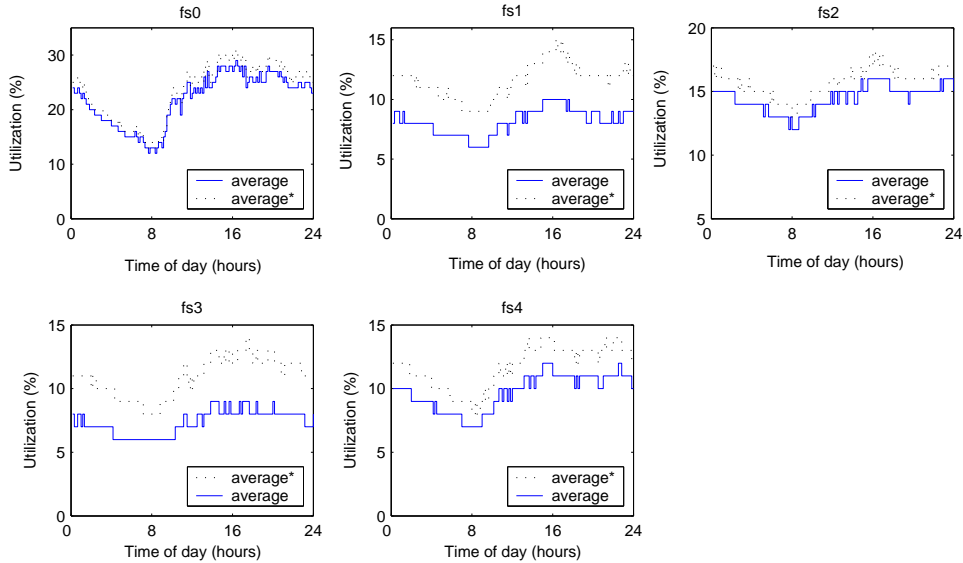 fs0
30
20
10
0
Utilization (%)
average
average*
0 8 16 24
Time of day (hours)
fs1
15
10
5
0
Utilization (%)
average
average*
0 8 16 24
Time of day (hours)
fs2
20
15
10
5
Utilization (%)
average
average*
0 8 16 24
Time of day (hours)
fs3
15
10
5
0
Utilization (%)
average*
average
0 8 16 24
Time of day (hours)
fs4
15
10
5
0
Utilization (%)
average*
average
0 8 16 24
Time of day (hours)